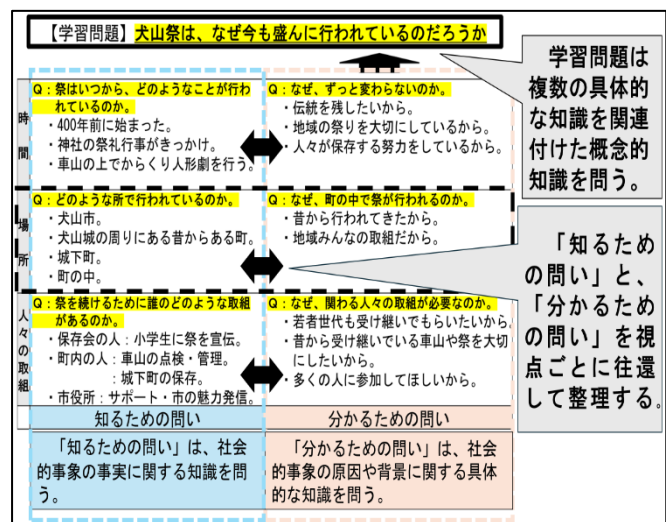 【学習問題】犬山祭は、なぜ今も盛んに行われているのだろうか
時間
Q：祭はいつから、どのようなことが行わ
れているのか。
・400年前に始まった。
・神社の祭礼行事がきっかけ。
・車山の上でからくり人形劇を行う。
Q：なぜ、ずっと変わらないのか。
・伝統を残したいから。
・地域の祭りを大切にしているから。
・人々が保存する努力をしているから。
場所
Q：どのような所で行われているのか。
・犬山市。
・犬山城の周りにある昔からある町。
・城下町。
・町の中。
Q：なぜ、町の中で祭が行われるのか。
・昔から行われてきたから。
・地域みんなの取組だから。
人々の取組
Q：祭を続けるために誰のどのような取組
があるのか。
・保存会の人：小学生に祭を宣伝。
・町内の人：車山の点検・管理。
：城下町の保存。
・市役所：サポート・市の魅力発信。
Q：なぜ、関わる人々の取組が必要なのか。
・若者世代も受け継いでもらいたいから。
・昔から受け継いでいる車山や祭を大切
にしたいから。
・多くの人に参加してほしいから。
知るための問い
分かるための問い
「知るための問い」は、社会
的事象の事実に関する知識を問
う。
「分かるための問い」は、社会
的事象の原因や背景に関する具体
的な知識を問う。
学習問題は
複数の具体的
な知識を関連
付けた概念的
知識を問う。
「知るため
の問い」と、
「分かるため
の問い」を視
点ごとに往還
して整理する。